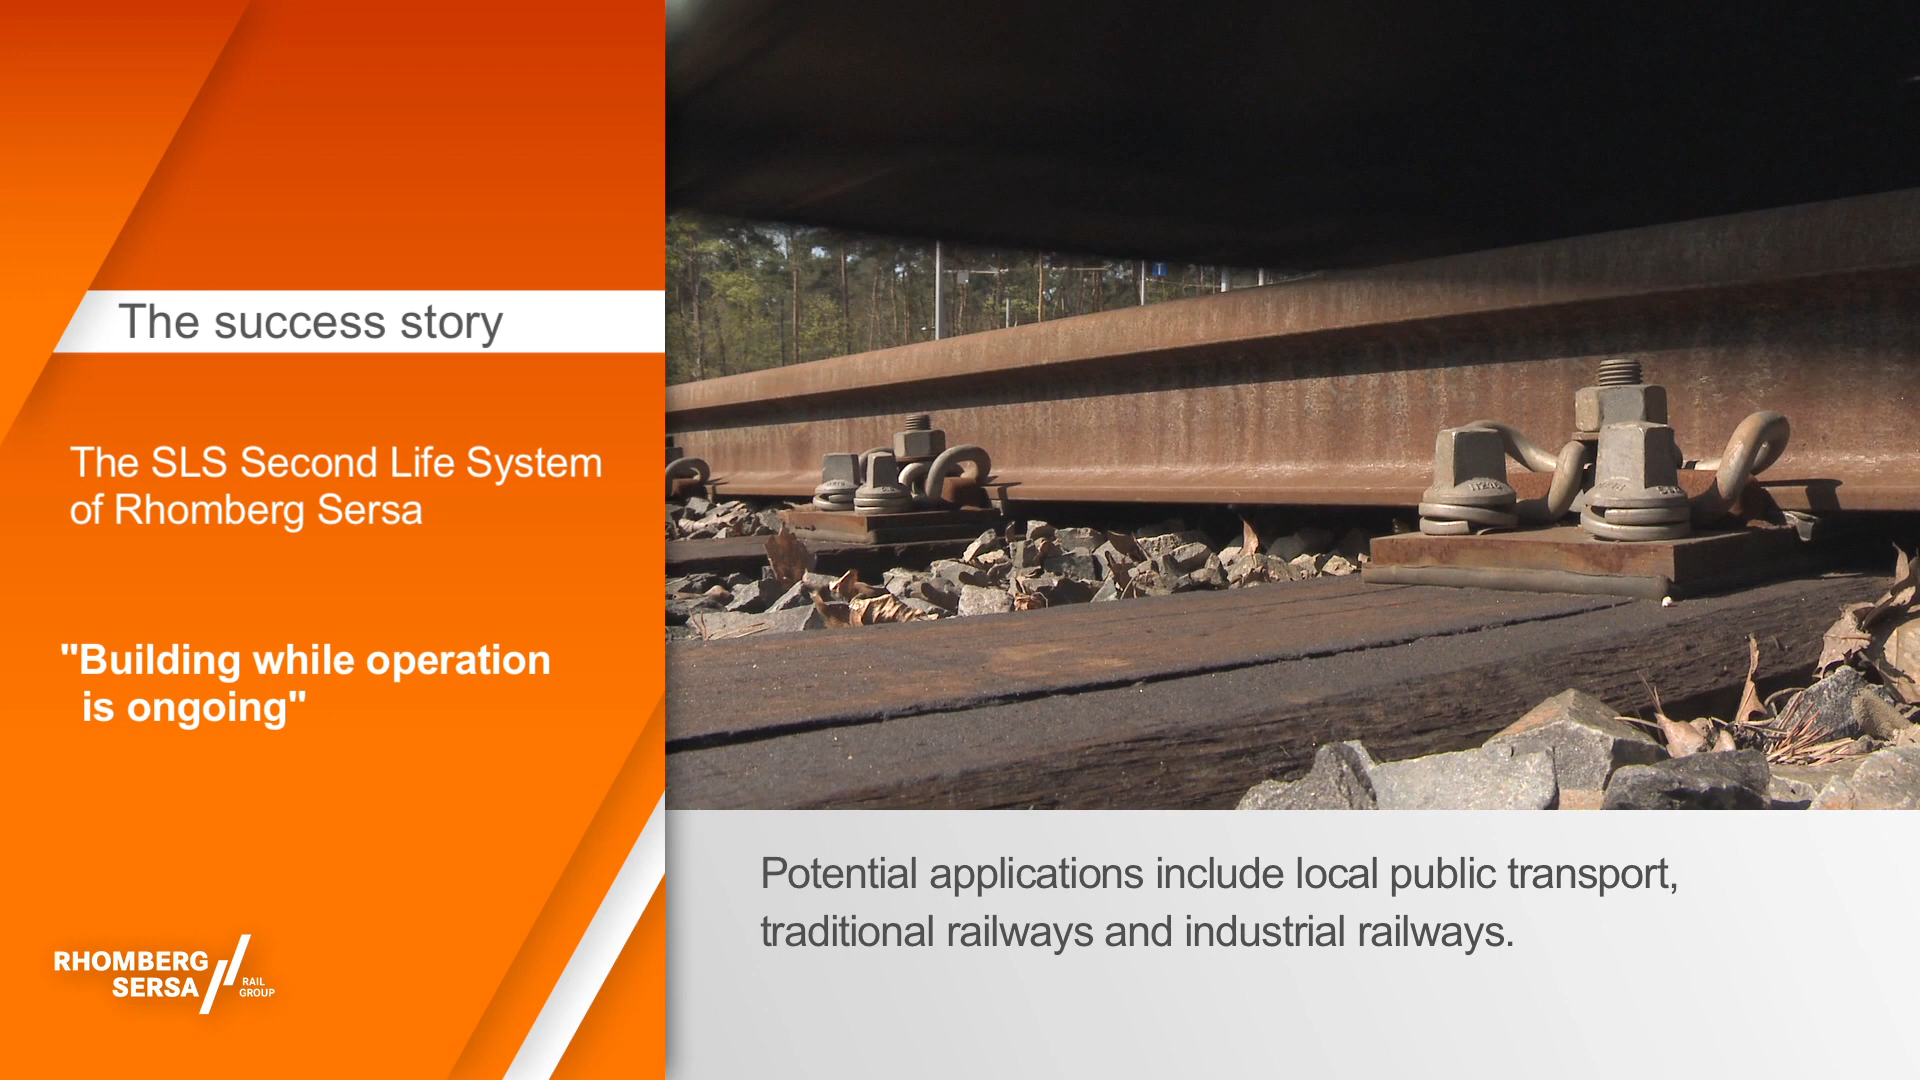 The success story
The SLS Second Life System
of Rhomberg Sersa
"Building while operation
is ongoing"
RHOMBERG
SERSA
RAIL
GROUP
Potential applications include local public transport,
traditional railways and industrial railways.